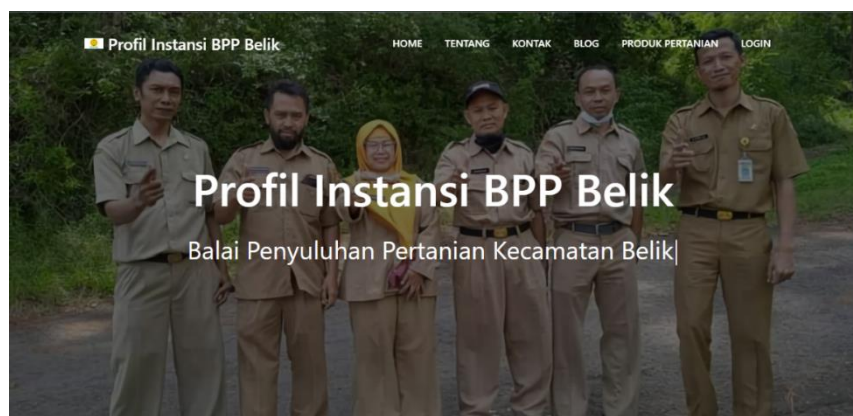 Profil Instansi BPP Belik
HOME TENTANG KONTAK BLOG PRODUK PERTANIAN LOGIN
Profil Instansi BPP Belik
Balai Penyuluhan Pertanian Kecamatan Belik|